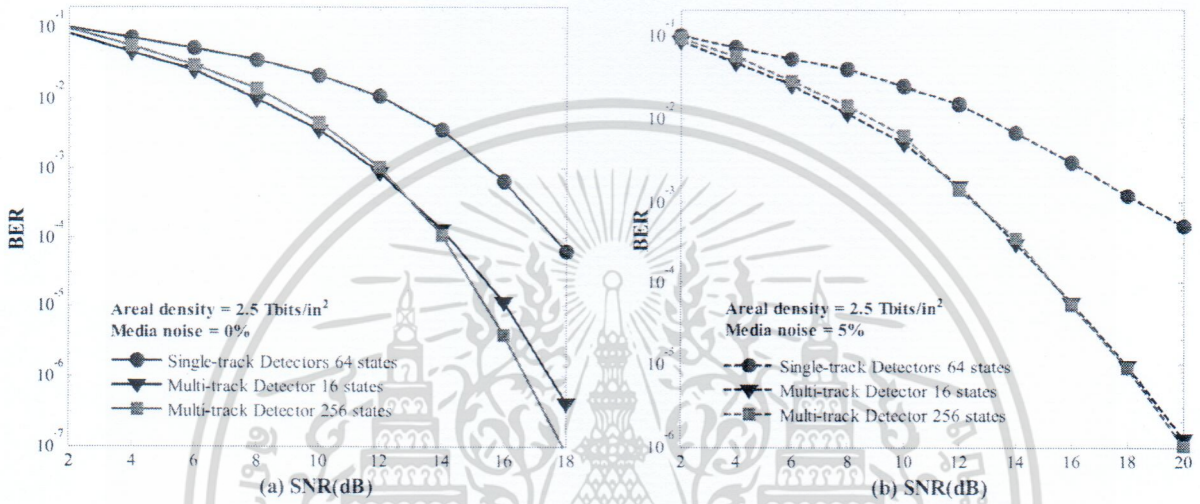 10^-1
10^-2
10^-3
10^-4
10^-5
10^-6
10^-7
BER
2 4 6 8 10 12 14 16 18
(a) SNR(dB)
Areal density = 2.5 Tbits/in^2
Media noise = 0%
Single-track Detectors 64 states
Multi-track Detector 16 states
Multi-track Detector 256 states
10^-1
10^-2
10^-3
10^-4
10^-5
10^-6
BER
2 4 6 8 10 12 14 16 18 20
(b) SNR(dB)
Areal density = 2.5 Tbits/in^2
Media noise = 5%
Single-track Detectors 64 states
Multi-track Detector 16 states
Multi-track Detector 256 states